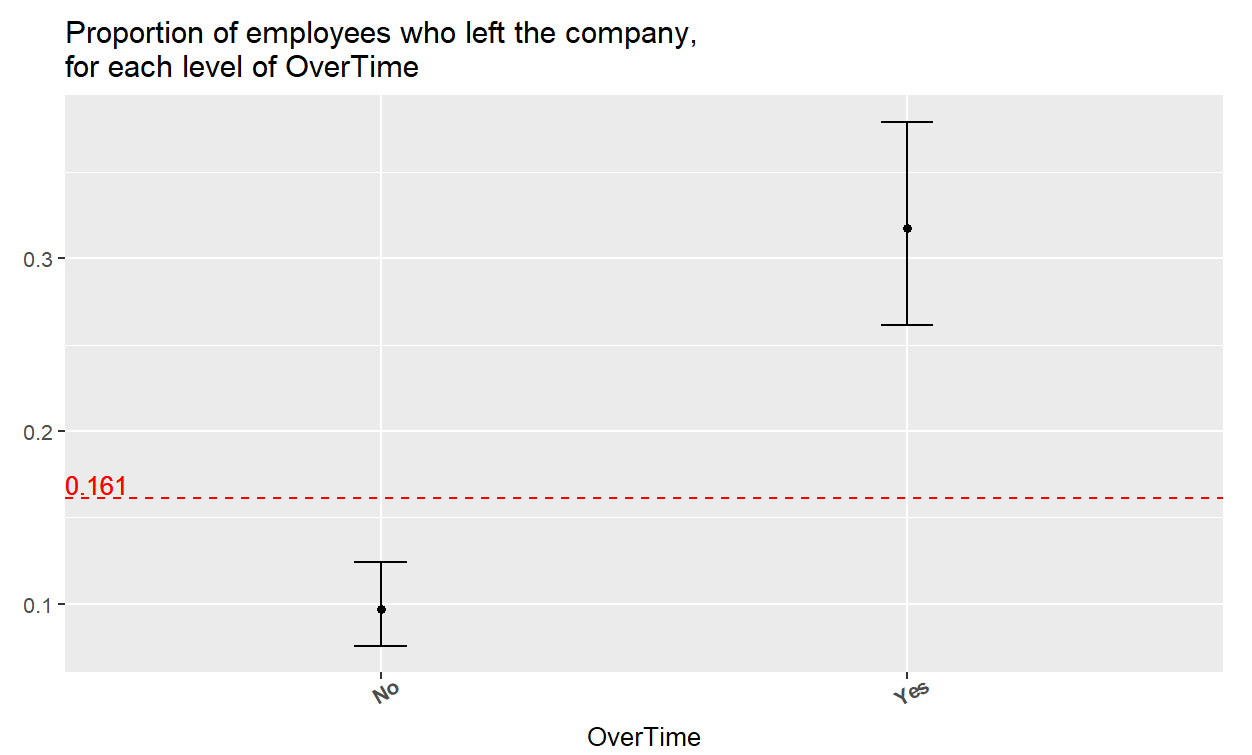 Proportion of employees who left the company,
for each level of OverTime
0.3
0.2
0.161
0.1
No
Yes
OverTime